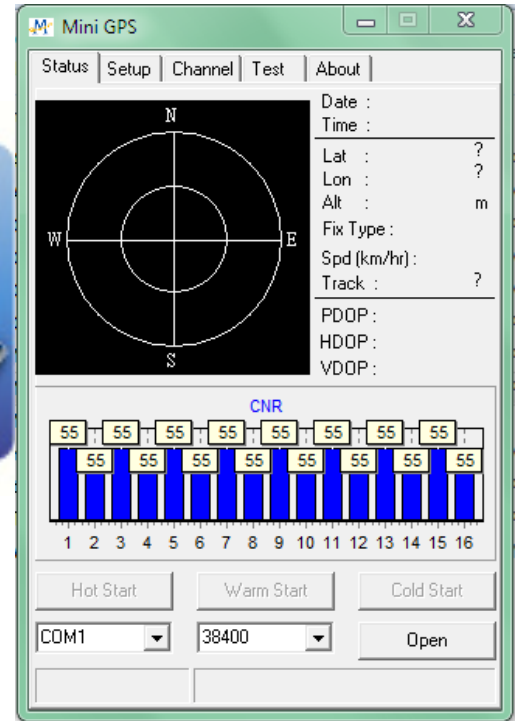 Mini GPS
Status Setup Channel Test About
N
W E
S
Date :
Time :
Lat : ?
Lon : ?
Alt : m
Fix Type :
Spd (km/hr) :
Track : ?
PDOP :
HDOP :
VDOP :
CNR
55 55 55 55 55 55 55 55
55 55 55 55 55 55 55 55
1 2 3 4 5 6 7 8 9 10 11 12 13 14 15 16
Hot Start Warm Start Cold Start
COM1 38400 Open